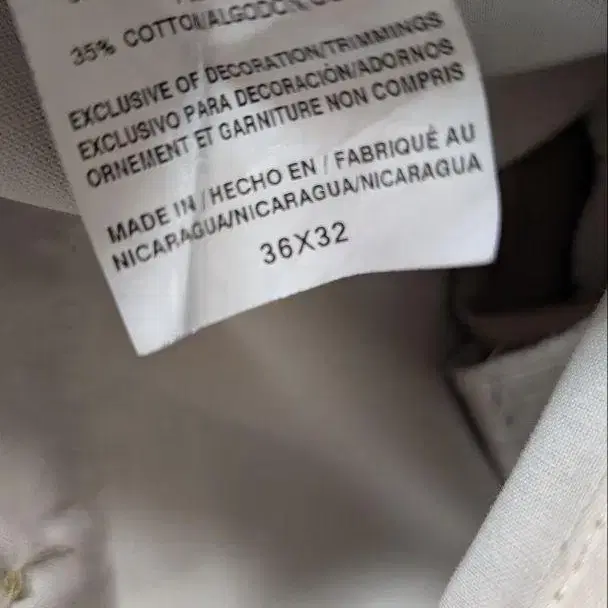 35% COTTON/ALGODÓN
EXCLUSIVE OF DECORATION/TRIMMINGS
EXCLUSIVO PARA DECORACIÓN/ADORNOS
ORNEMENT ET GARNITURE NON COMPRIS
MADE IN / HECHO EN / FABRIQUÉ AU
NICARAGUA/NICARAGUA/NICARAGUA
36X32